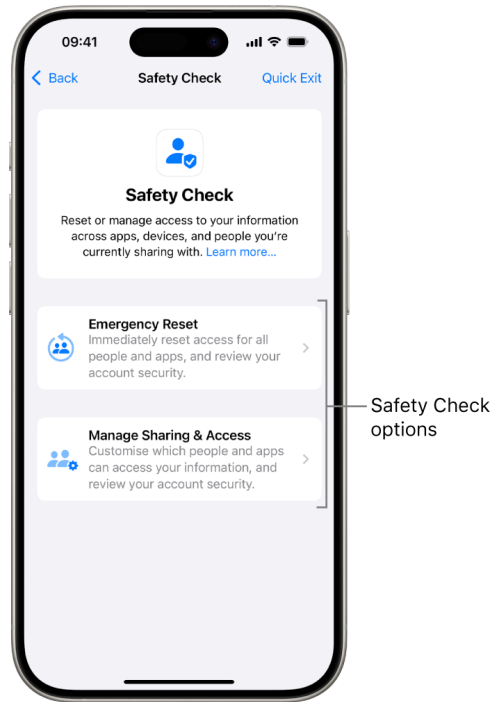 09:41
Back Safety Check Quick Exit
Safety Check
Reset or manage access to your information
across apps, devices, and people you're
currently sharing with. Learn more...
Emergency Reset
Immediately reset access for all
people and apps, and review your
account security.
Manage Sharing & Access
Customise which people and apps
can access your information, and
review your account security.
Safety Check
options